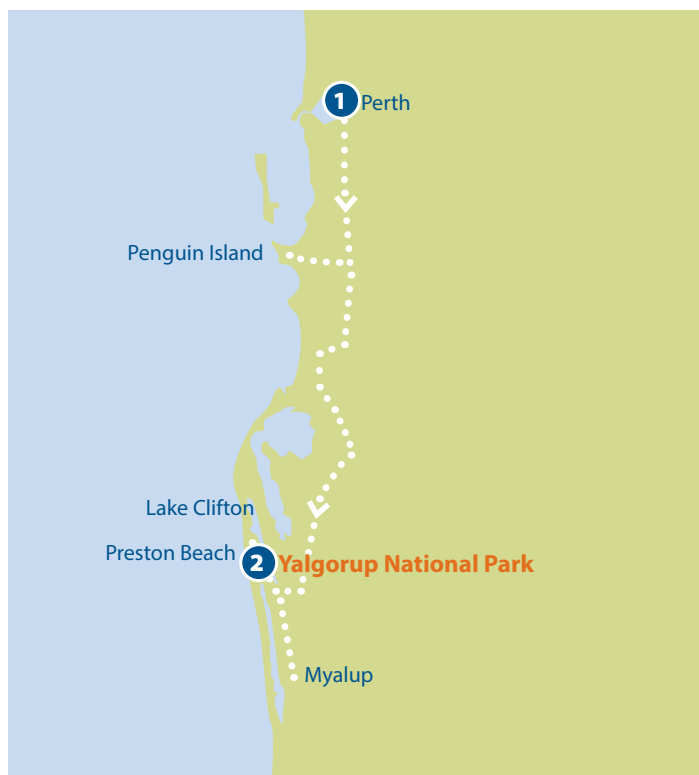 1 Perth
Penguin Island
Lake Clifton
Preston Beach
2 Yalgorup National Park
Myalup